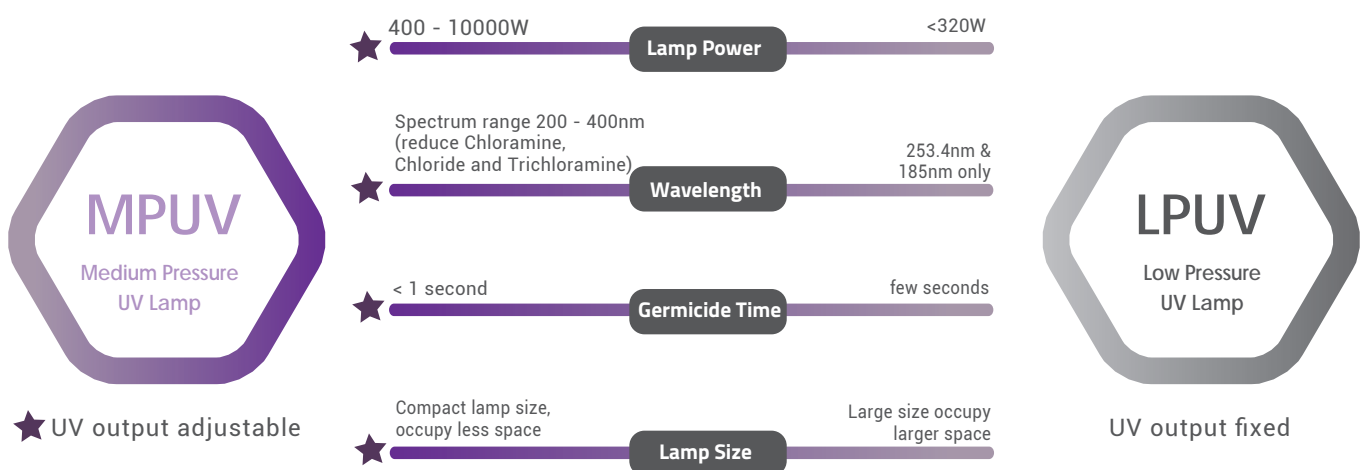 MPUV
Medium Pressure
UV Lamp
UV output adjustable
400 - 10000W
Lamp Power
<320W
Spectrum range 200 - 400nm
(reduce Chloramine,
Chloride and Trichloramine)
Wavelength
253.4nm &
185nm only
< 1 second
Germicide Time
few seconds
Compact lamp size,
occupy less space
Lamp Size
Large size occupy
larger space
LPUV
Low Pressure
UV Lamp
UV output fixed